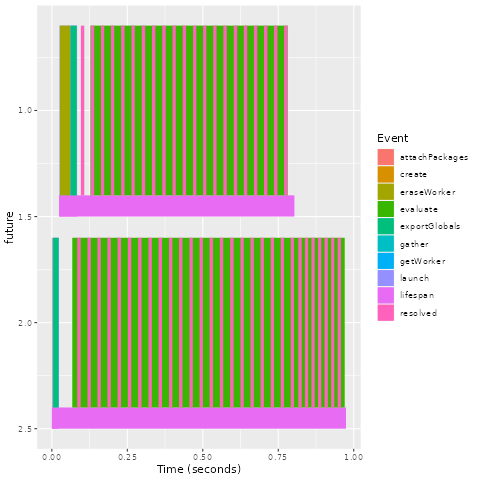 future
1.0
1.5
2.0
2.5
0.00
0.25
0.50
0.75
1.00
Time (seconds)
Event
attachPackages
create
eraseWorker
evaluate
exportGlobals
gather
getWorker
launch
lifespan
resolved